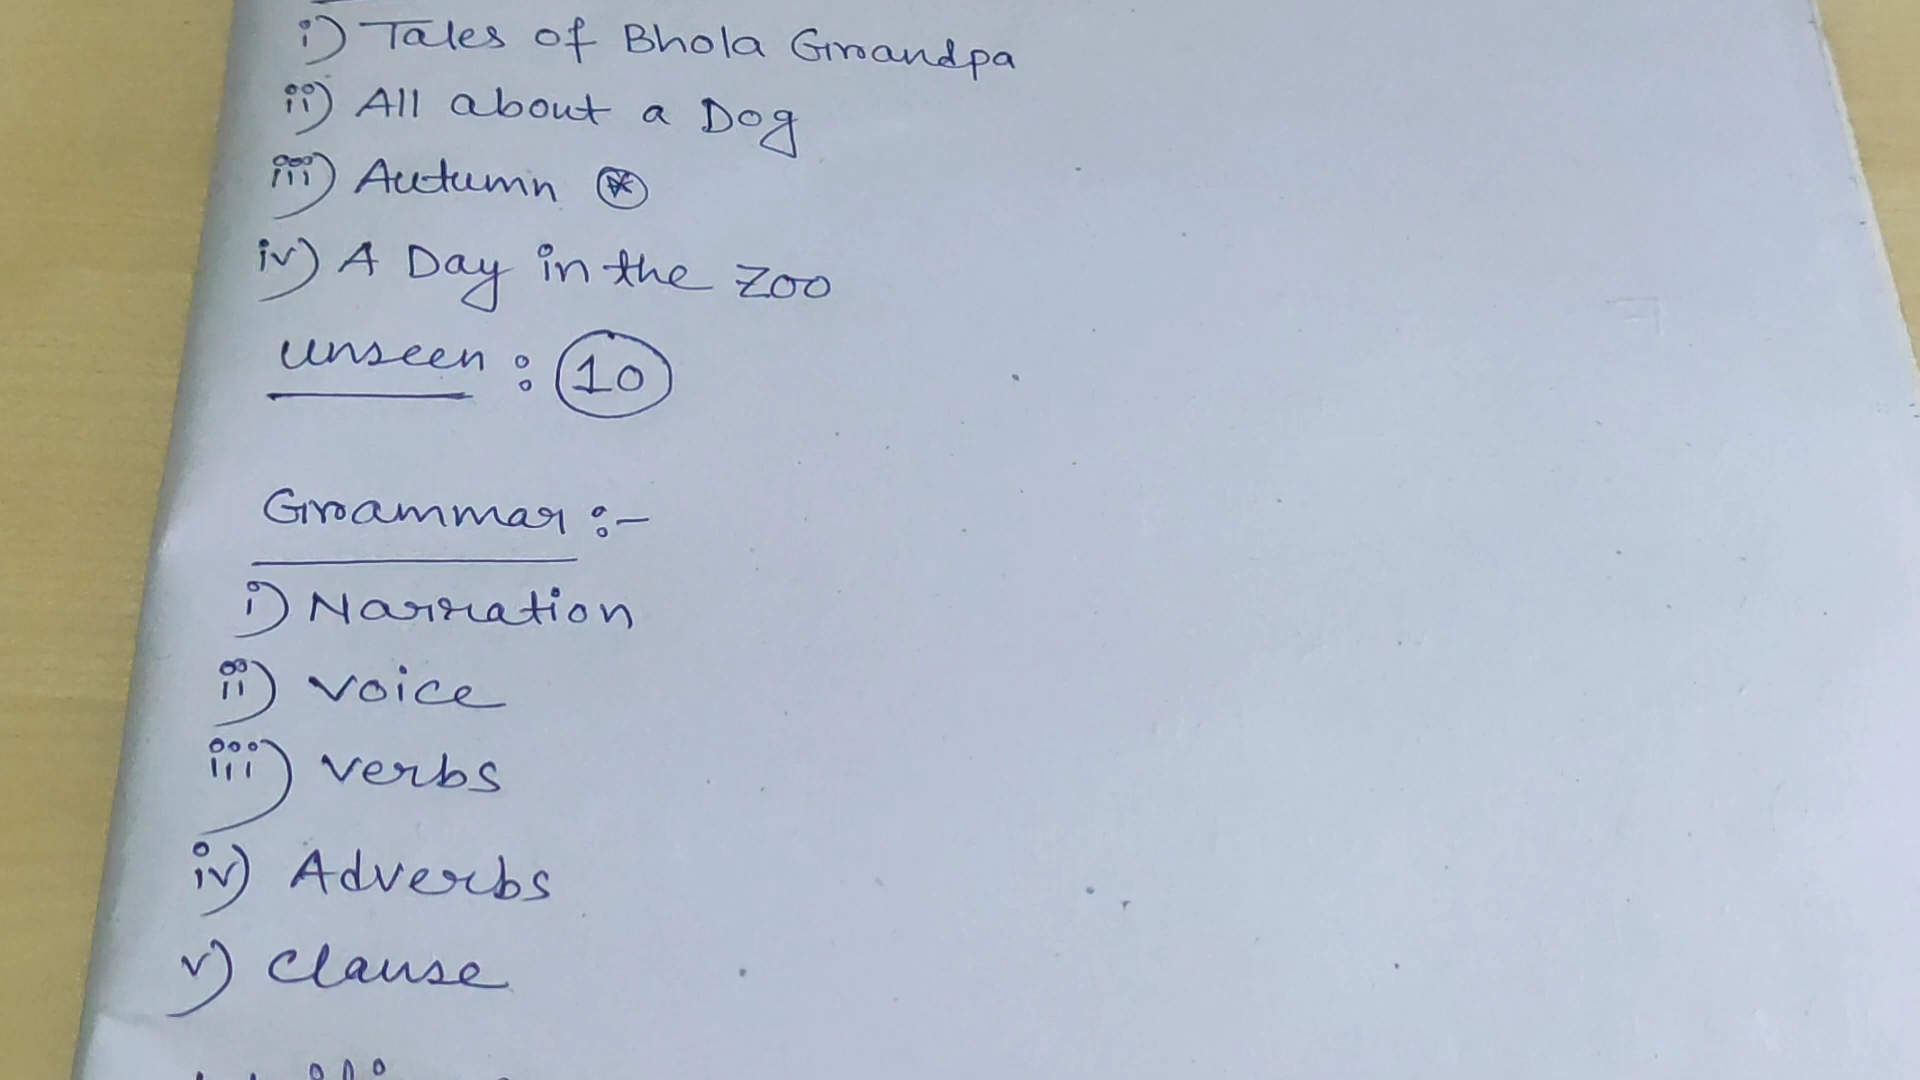 i) Tales of Bhola Grandpa
ii) All about a Dog
iii) Autumn
iv) A Day in the Zoo
Unseen : 10
Grammar :-
i) Narration
ii) voice
iii) verbs
iv) Adverbs
v) clause